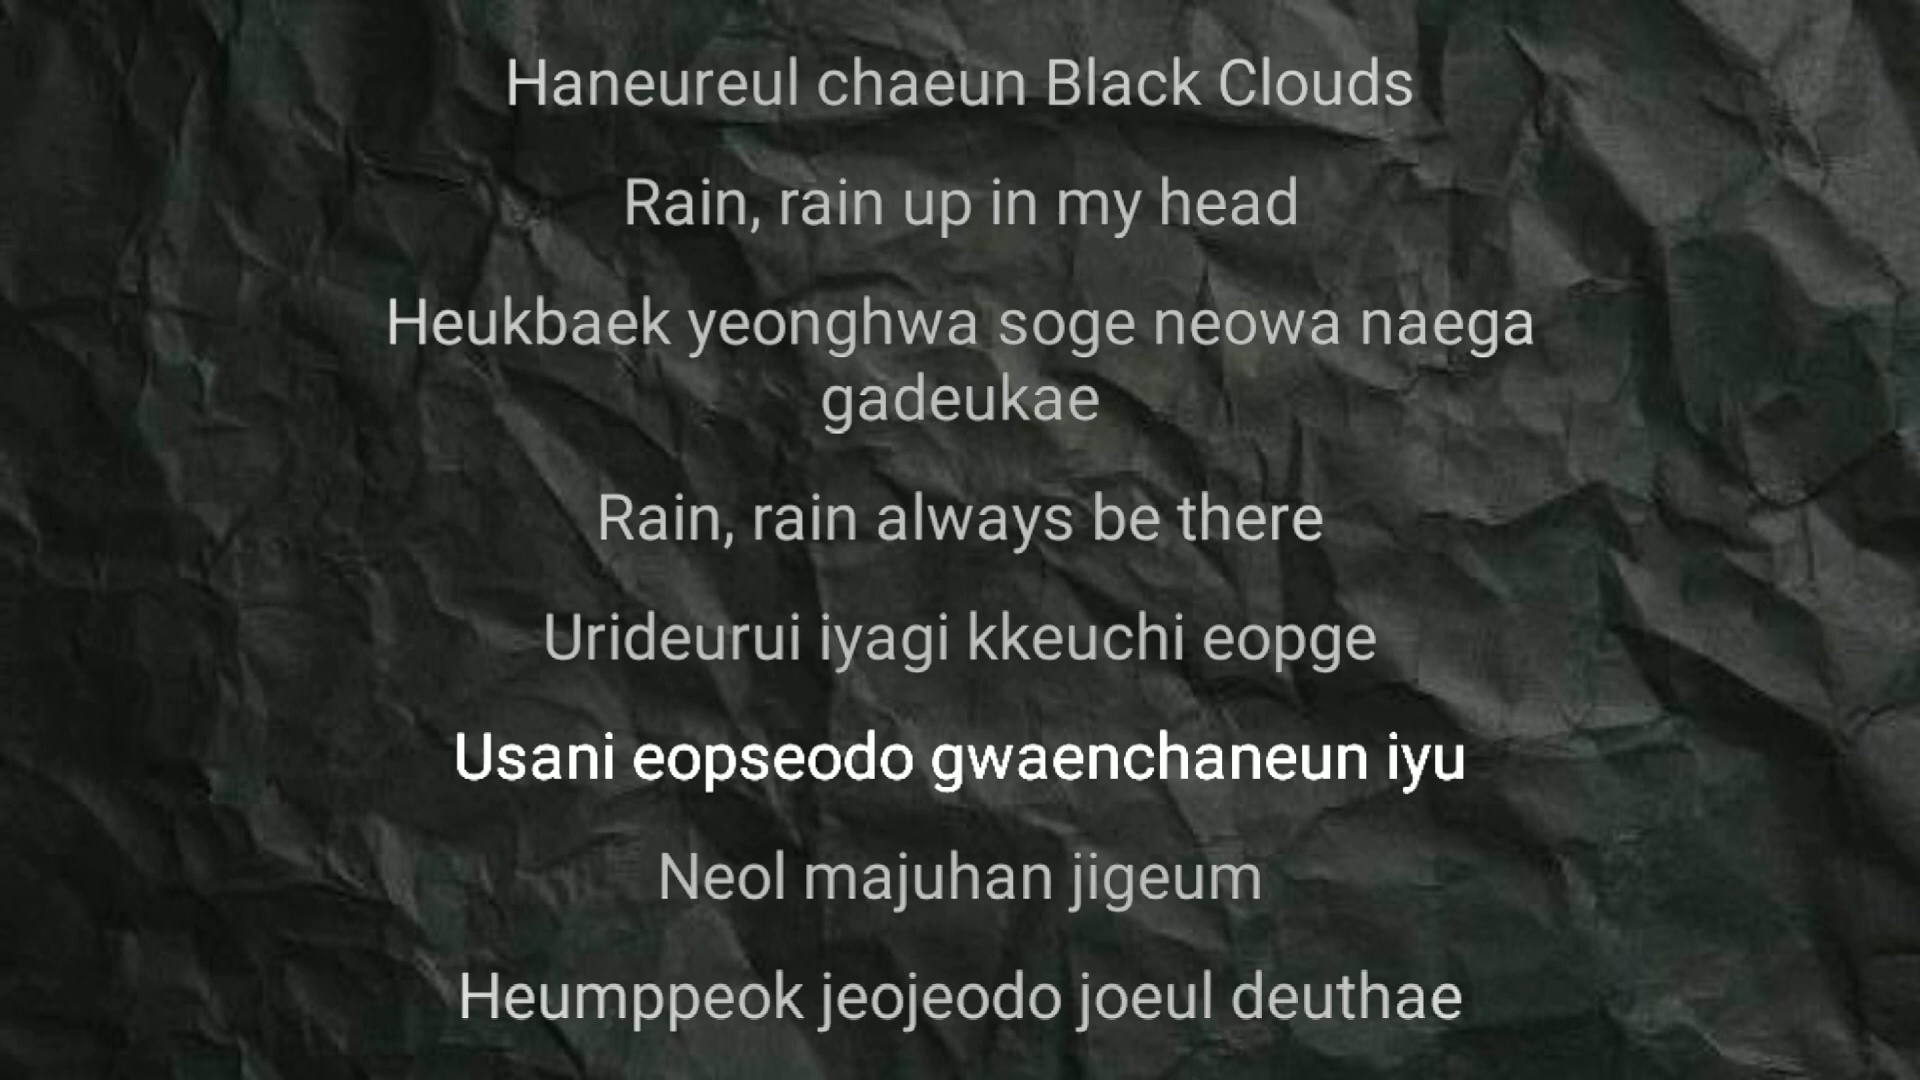 Haneureul chaeun Black Clouds
Rain, rain up in my head
Heukbaek yeonghwa soge neowa naega
gadeukae
Rain, rain always be there
Urideurui iyagi kkeuchi eopge
Usani eopseodo gwaenchaneun iyu
Neol majuhan jigeum
Heumppeok jeojeodo joeul deuthae